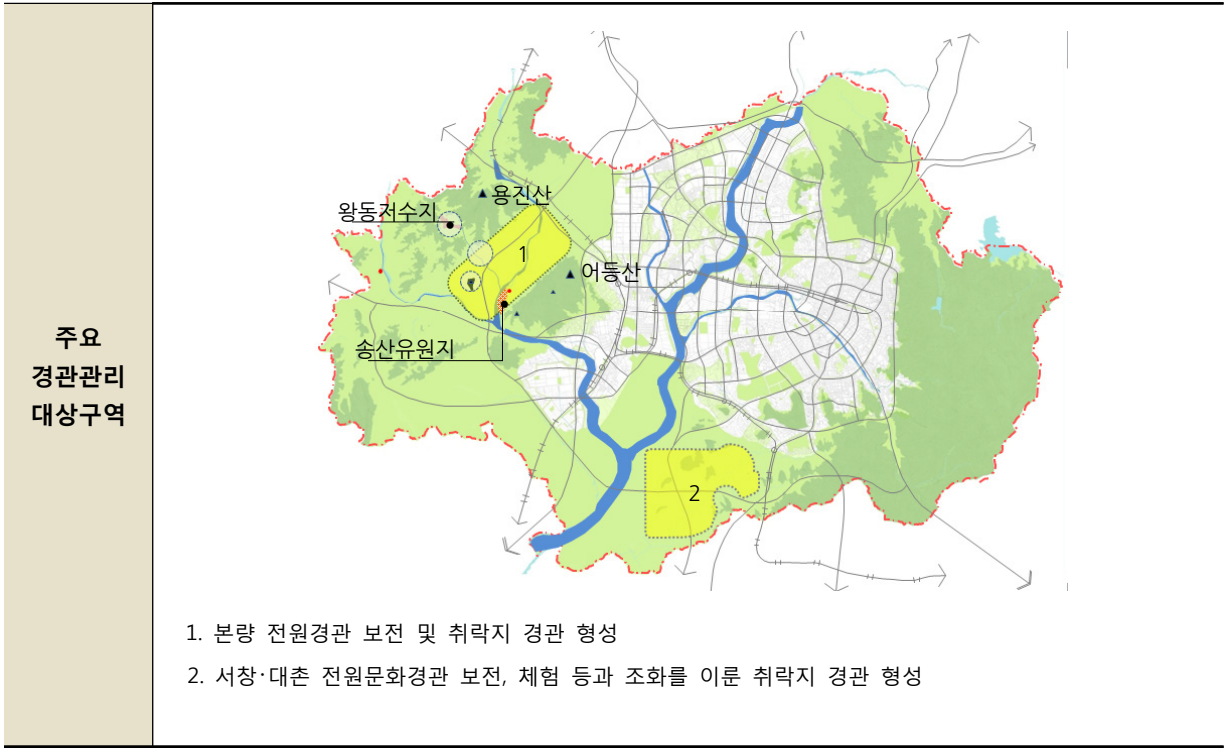 주요
경관관리
대상구역
용진산
왕동저수지
1
어등산
송산유원지
2
1. 본량 전원경관 보전 및 취락지 경관 형성
2. 서창·대촌 전원문화경관 보전, 체험 등과 조화를 이룬 취락지 경관 형성